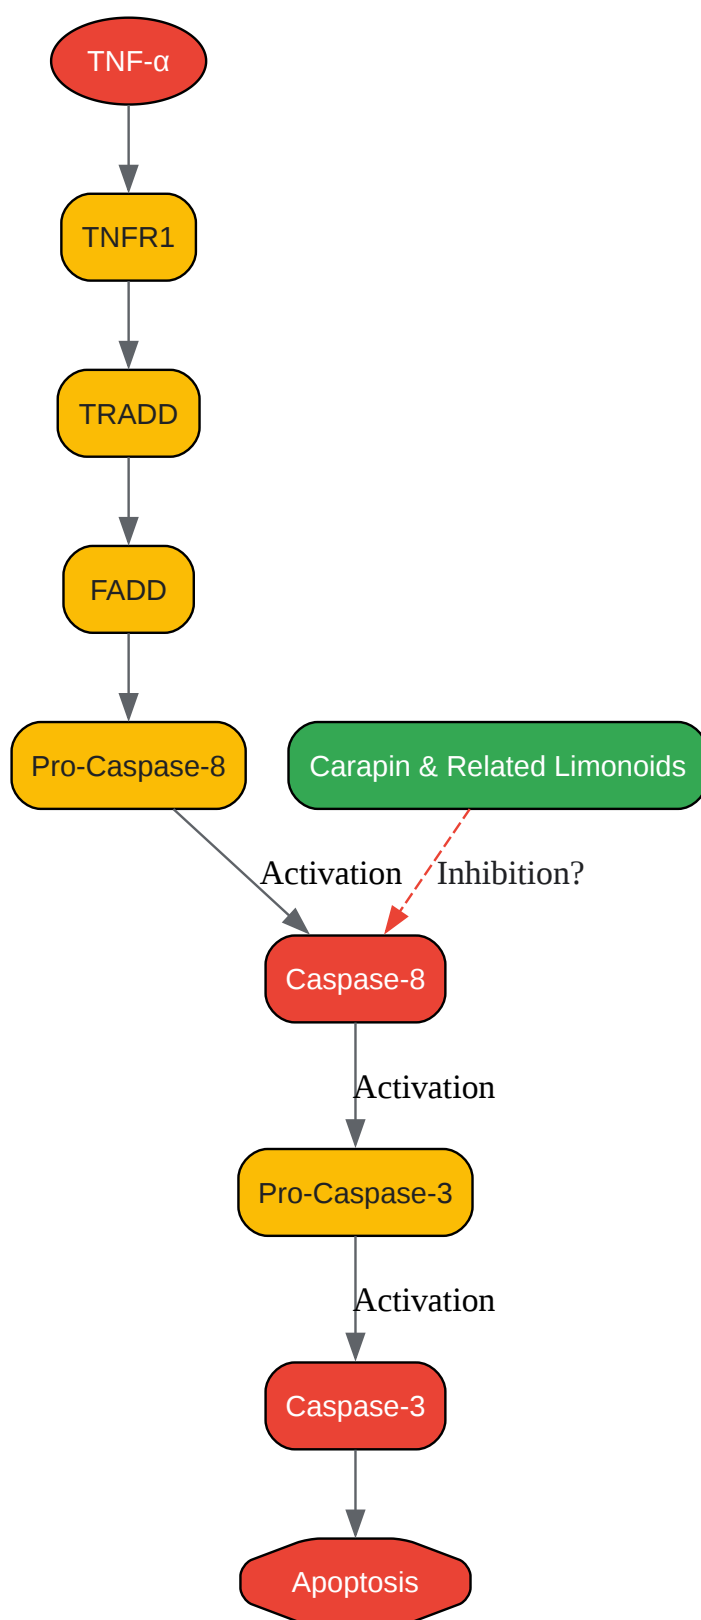 TNF-α
TNFR1
TRADD
FADD
Pro-Caspase-8
Carapin & Related Limonoids
Activation
Inhibition?
Caspase-8
Activation
Pro-Caspase-3
Activation
Caspase-3
Apoptosis